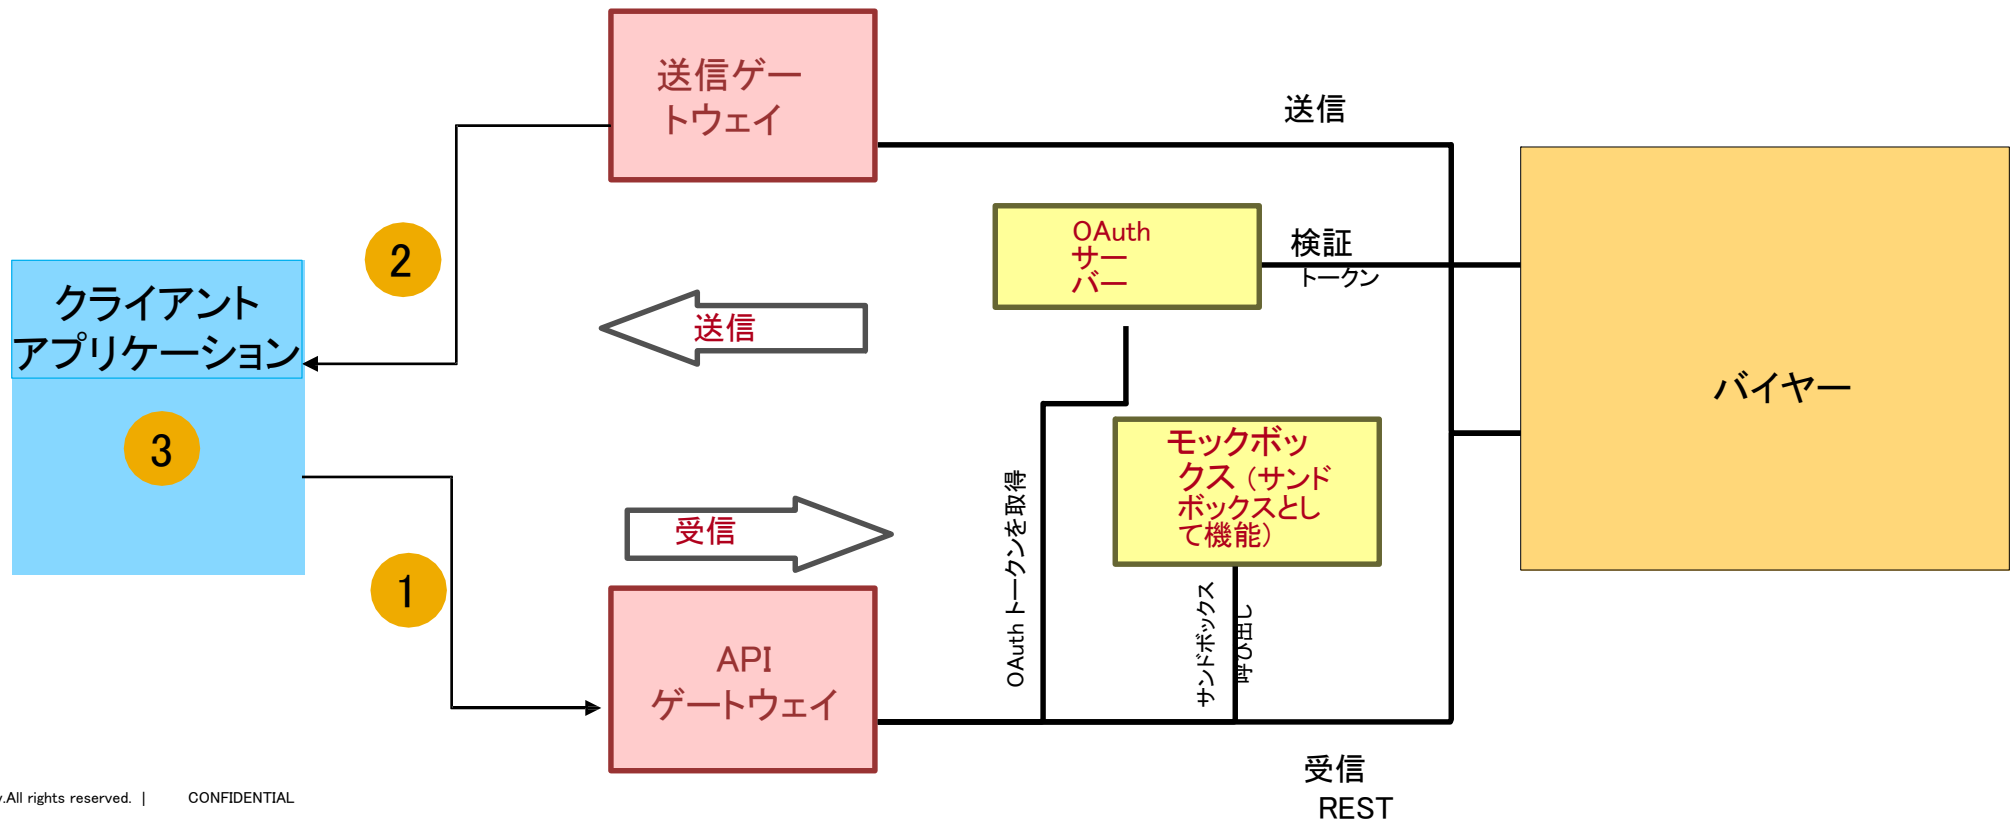 送信ゲー
トウェイ
送信
OAuth
サー
バー
検証
トークン
2
クライアント
アプリケーション
送信
バイヤー
3
モックボッ
クス（サンド
ボックスとし
て機能）
受信
OAuth トークンを取得
1
サンドボックス
呼び出し
API
ゲートウェイ
受信
REST
.All rights reserved. |
CONFIDENTIAL